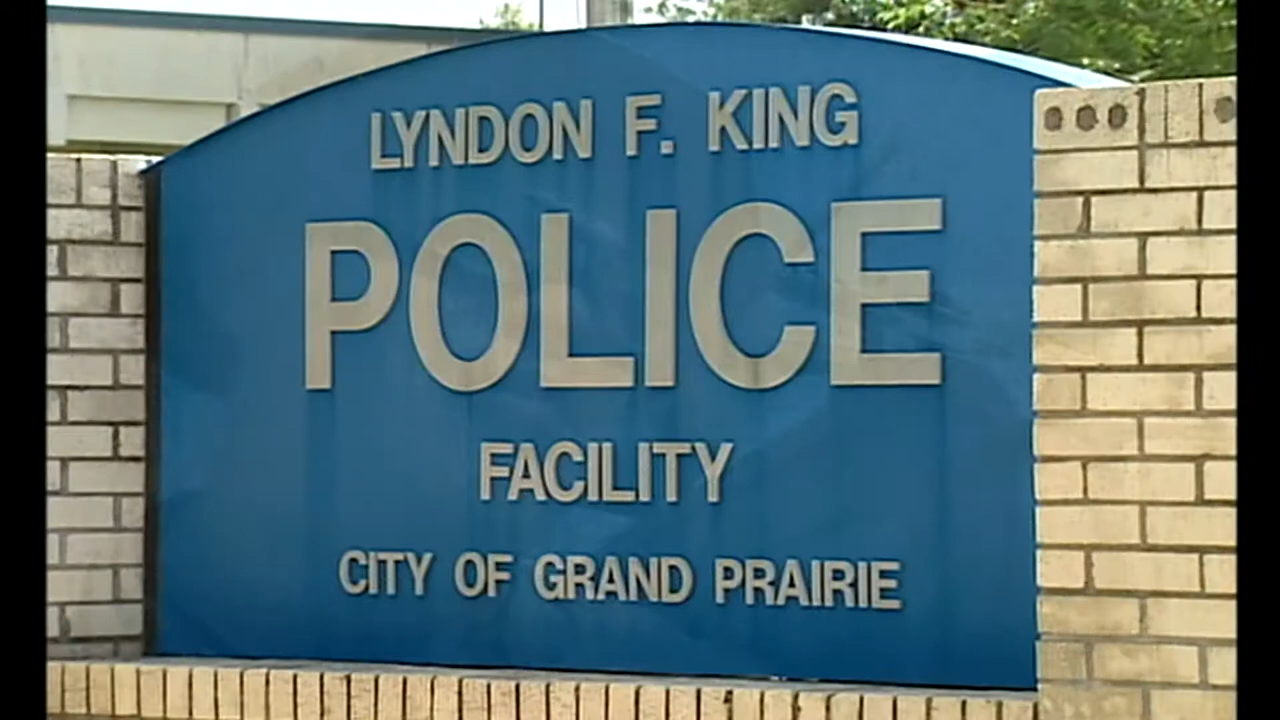 LYNDON F. KING
POLICE
FACILITY
CITY OF GRAND PRAIRIE